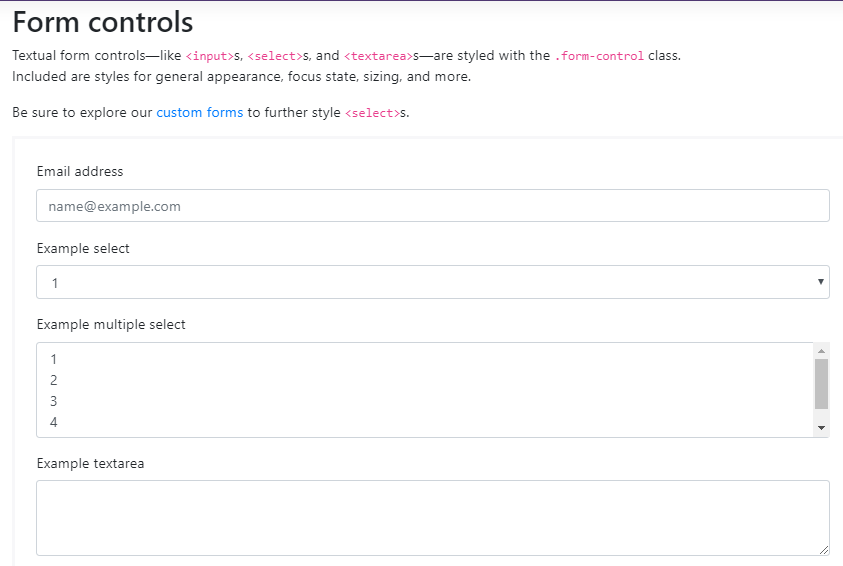 Form controls
Textual form controls—like <input>s, <select>s, and <textarea>s—are styled with the .form-control class.
Included are styles for general appearance, focus state, sizing, and more.
Be sure to explore our custom forms to further style <select>s.
Email address
name@example.com
Example select
1
Example multiple select
1
2
3
4
Example textarea